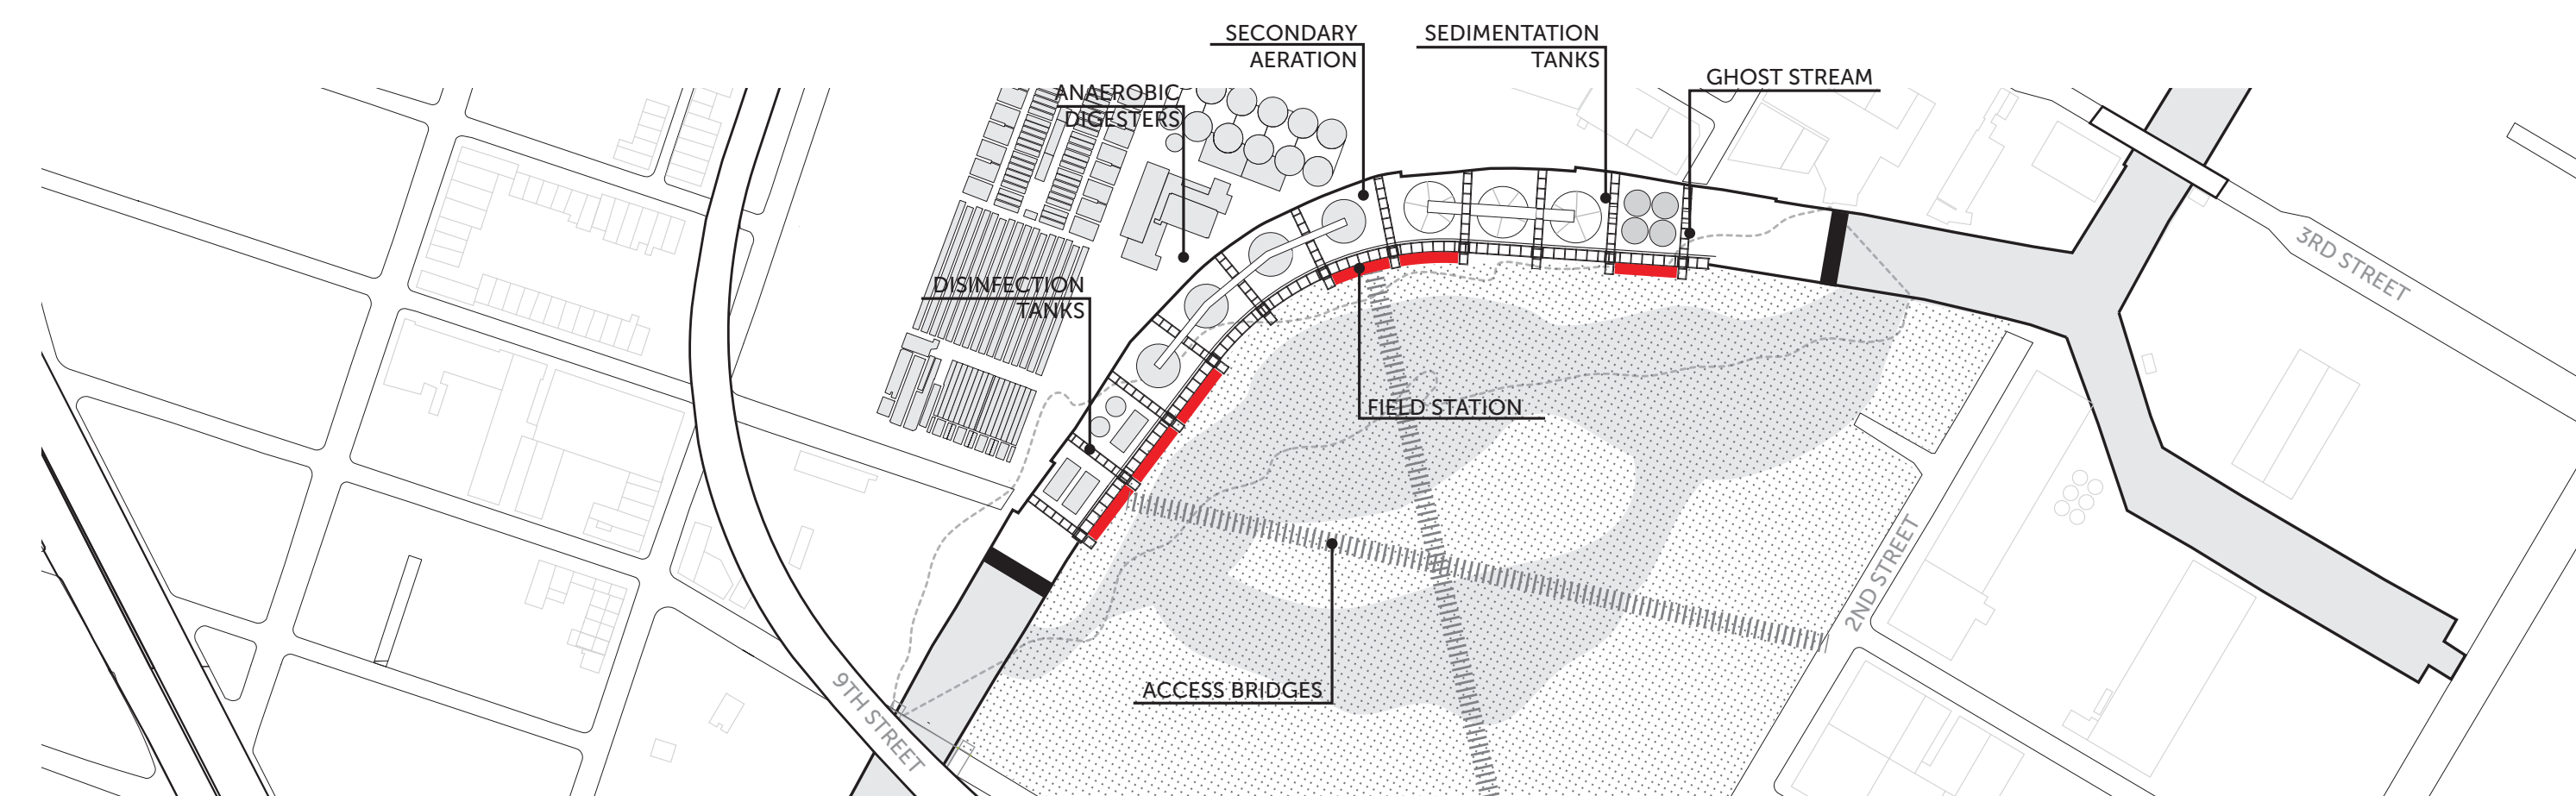 SECONDARY
AERATION
SEDIMENTATION
TANKS
GHOST STREAM
ANAEROBIC
DIGESTERS
3RD STREET
DISINFECTION
TANKS
FIELD STATION
2ND STREET
ACCESS BRIDGES
9TH STREET